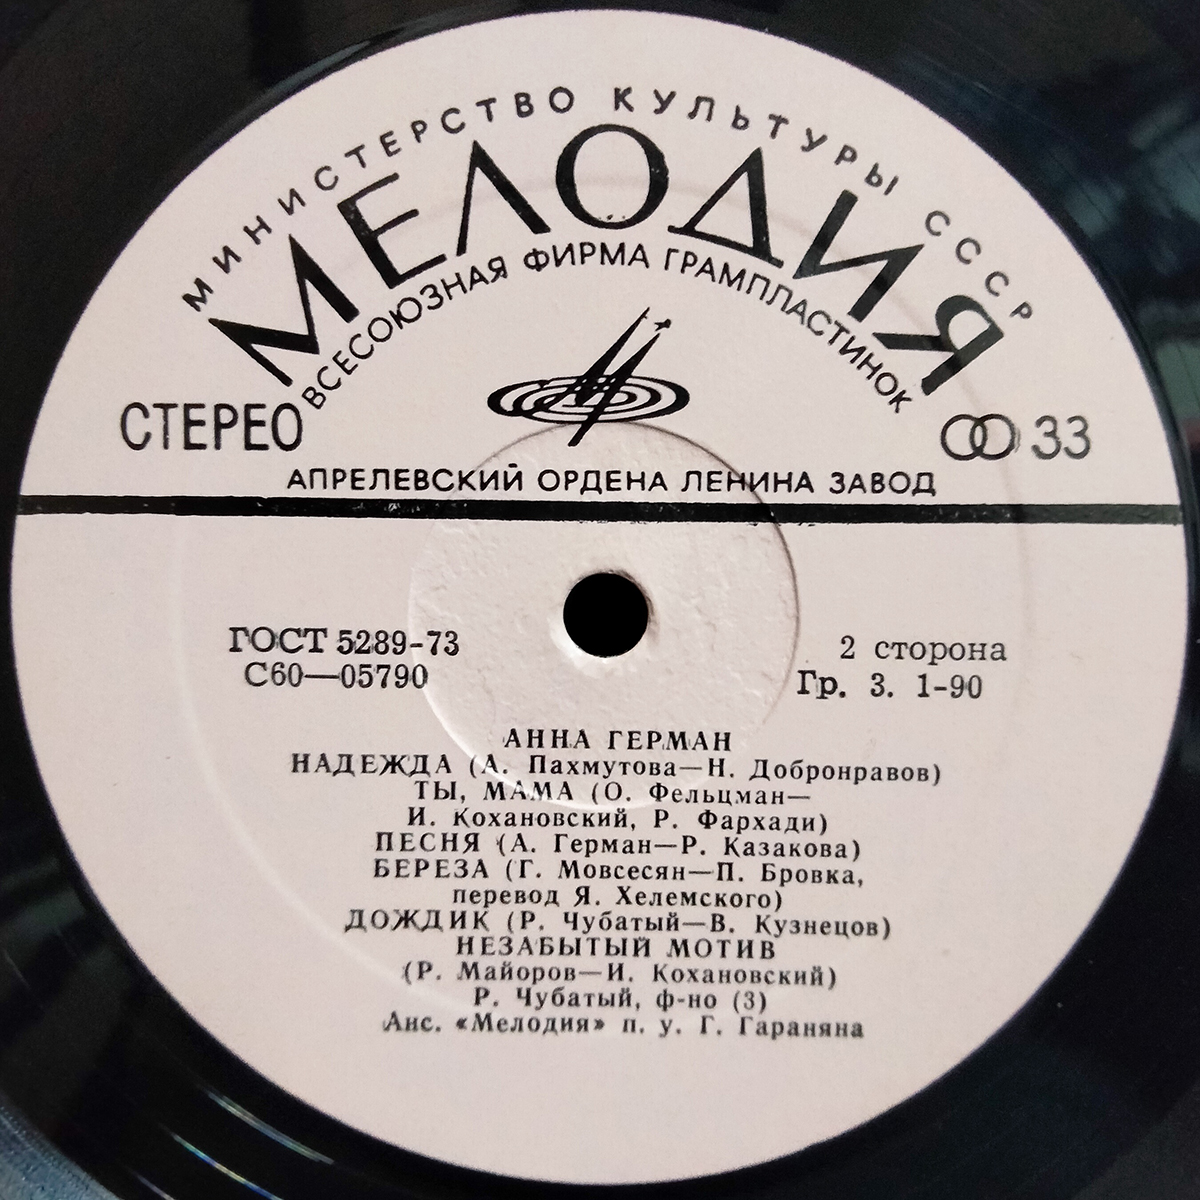 МИНИСТЕРСТВО КУЛЬТУРЫ СССР
МЕЛОДИЯ
ВСЕСОЮЗНАЯ ФИРМА ГРАМПЛАСТИНОК
СТЕРЕО
33
АПРЕЛЕВСКИЙ ОРДЕНА ЛЕНИНА ЗАВОД
ГОСТ 5289-73
С60—05790
2 сторона
Гр. 3. 1-90
АННА ГЕРМАН
НАДЕЖДА (А. Пахмутова—Н. Добронравов)
ТЫ, МАМА (О. Фельцман—
И. Кохановский, Р. Фархади)
ПЕСНЯ (А. Герман—Р. Казакова)
БЕРЕЗА (Г. Мовсесян—П. Бровка,
перевод Я. Хелемского)
ДОЖДИК (Р. Чубатый—В. Кузнецов)
НЕЗАБЫТЫЙ МОТИВ
(Р. Майоров—И. Кохановский)
Р. Чубатый, ф-но (3)
Анс. «Мелодия» п. у. Г. Гараняна